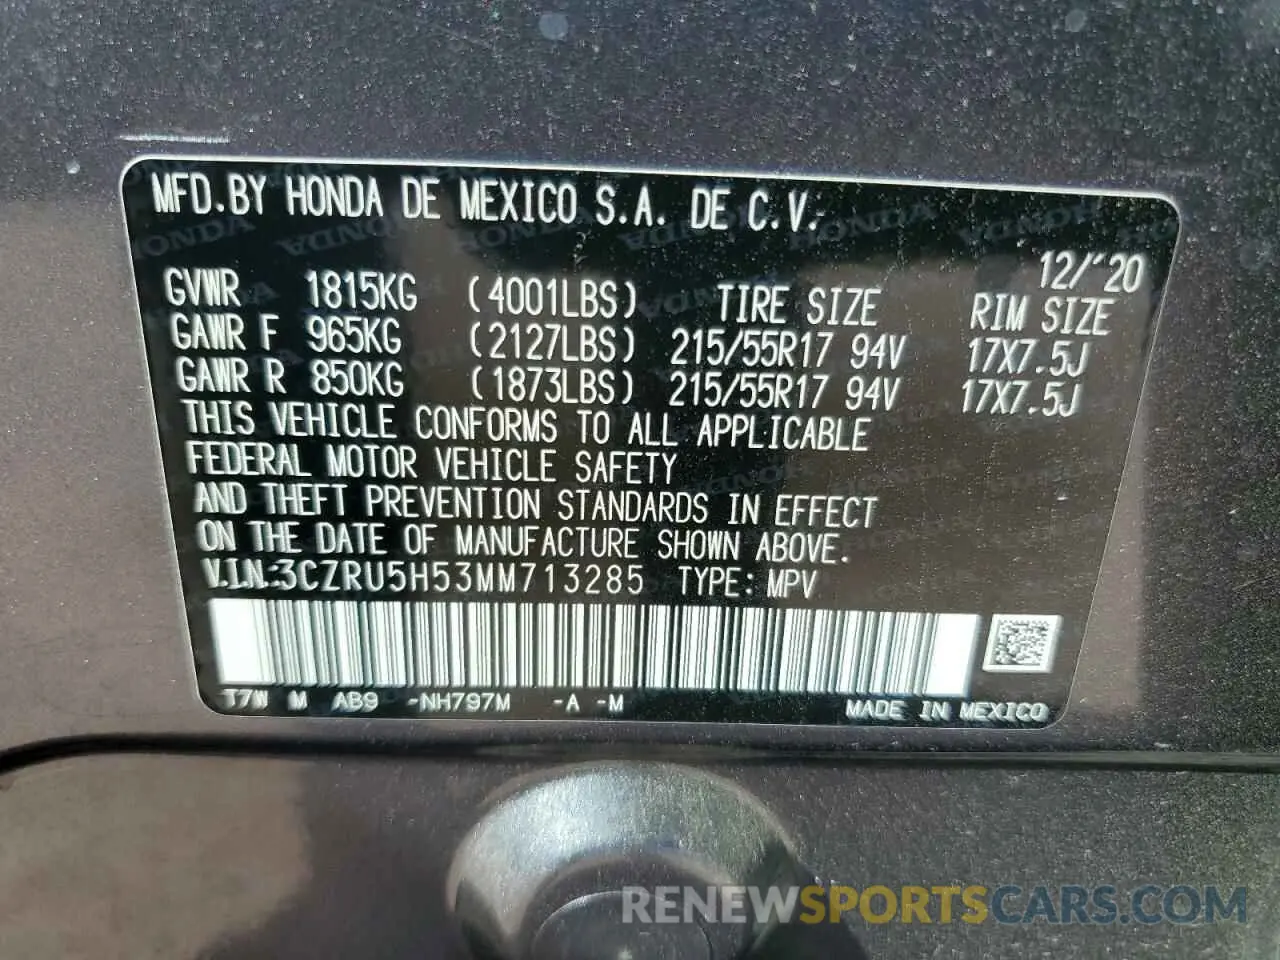 MFD.BY HONDA DE MEXICO S.A. DE C.V.
12/'20
GVWR 1815KG (4001LBS) TIRE SIZE RIM SIZE
GAWR F 965KG (2127LBS) 215/55R17 94V 17X7.5J
GAWR R 850KG (1873LBS) 215/55R17 94V 17X7.5J
THIS VEHICLE CONFORMS TO ALL APPLICABLE
FEDERAL MOTOR VEHICLE SAFETY
AND THEFT PREVENTION STANDARDS IN EFFECT
ON THE DATE OF MANUFACTURE SHOWN ABOVE.
V.I.N:3CZRU5H53MM713285 TYPE: MPV
T7W M AB9 -NH797M -A -M MADE IN MEXICO
RENEWSPORTSCARS.COM